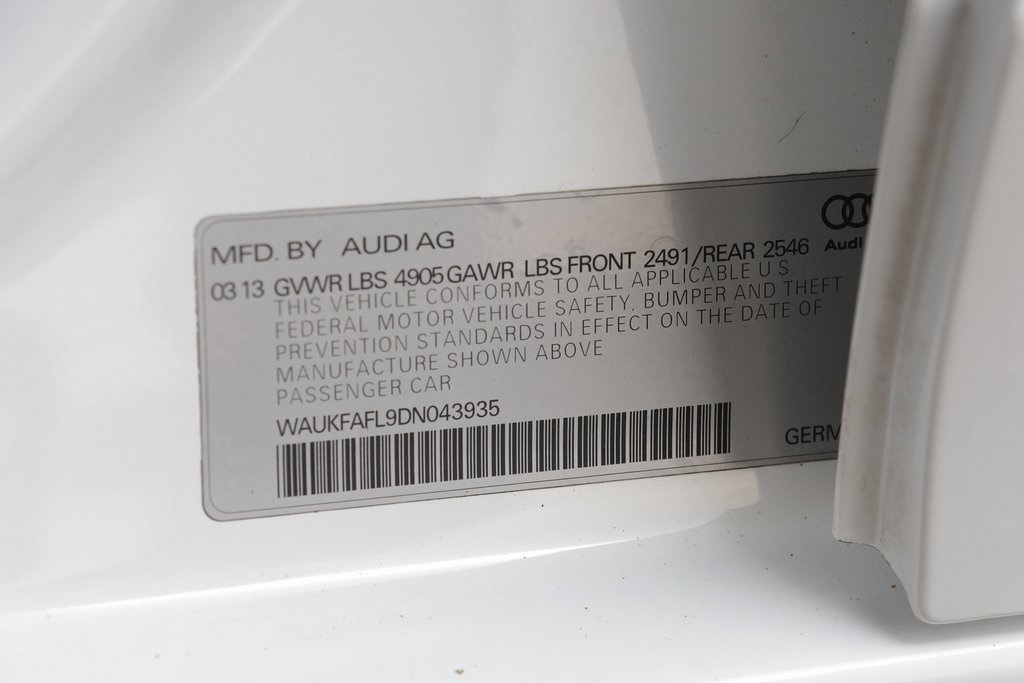 MFD. BY AUDI AG
Audi
03 13 GVWR LBS 4905 GAWR LBS FRONT 2491/REAR 2546
THIS VEHICLE CONFORMS TO ALL APPLICABLE U.S
FEDERAL MOTOR VEHICLE SAFETY, BUMPER AND THEFT
PREVENTION STANDARDS IN EFFECT ON THE DATE OF
MANUFACTURE SHOWN ABOVE
PASSENGER CAR
WAUKFAFL9DN043935